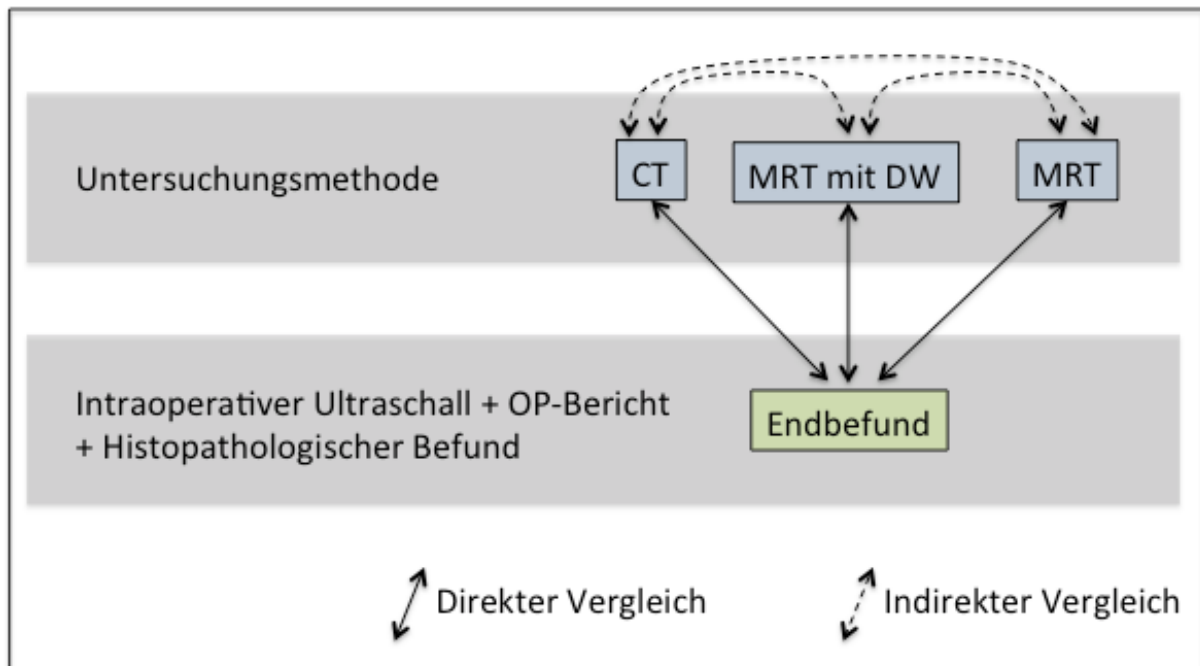 Untersuchungsmethode
CT
MRT mit DW
MRT
Intraoperativer Ultraschall + OP-Bericht
+ Histopathologischer Befund
Endbefund
Direkter Vergleich
Indirekter Vergleich